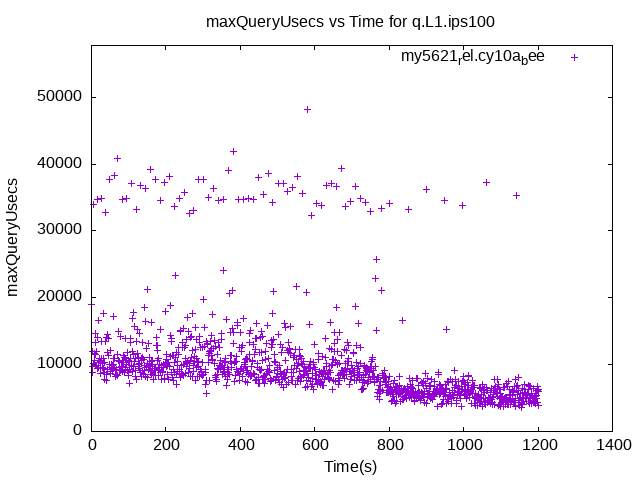 maxQueryUsecs vs Time for q.L1.ips100
my5621rel.cy10abee
50000
40000
30000
20000
10000
0
maxQueryUsecs
0 200 400 600 800 1000 1200 1400
Time(s)